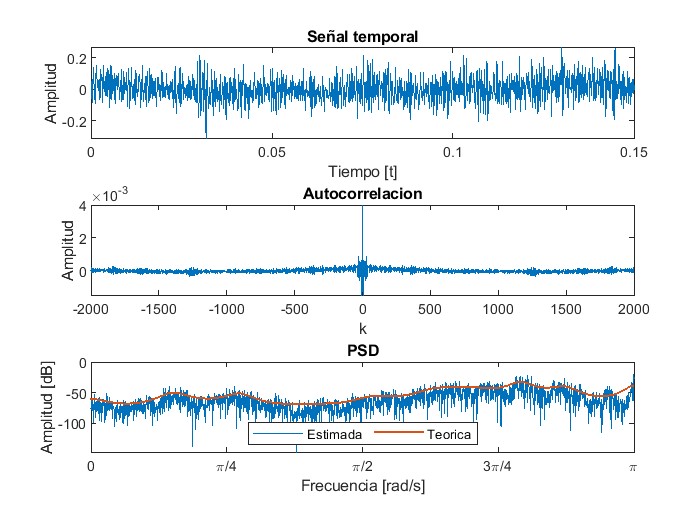 Señal temporal
Amplitud
0.2
0
-0.2
0 0.05 0.1 0.15
Tiempo [t]
Autocorrelacion
×10⁻³
Amplitud
4
2
0
-2000 -1500 -1000 -500 0 500 1000 1500 2000
k
PSD
Amplitud [dB]
0
-50
-100
Estimada Teorica
0 π/4 π/2 3π/4 π
Frecuencia [rad/s]